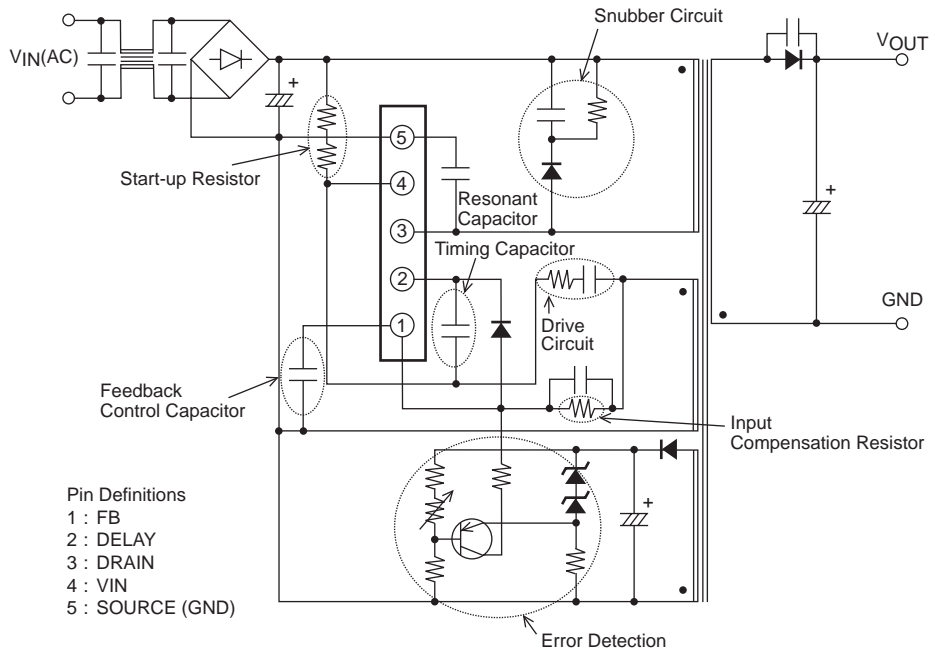 Snubber Circuit
VIN(AC)
VOUT
+
+
5
Start-up Resistor
4
Resonant
Capacitor
3
Timing Capacitor
2
GND
1
Drive
Circuit
Feedback
Control Capacitor
Input
Compensation Resistor
+
Pin Definitions
1 : FB
2 : DELAY
3 : DRAIN
4 : VIN
5 : SOURCE (GND)
Error Detection